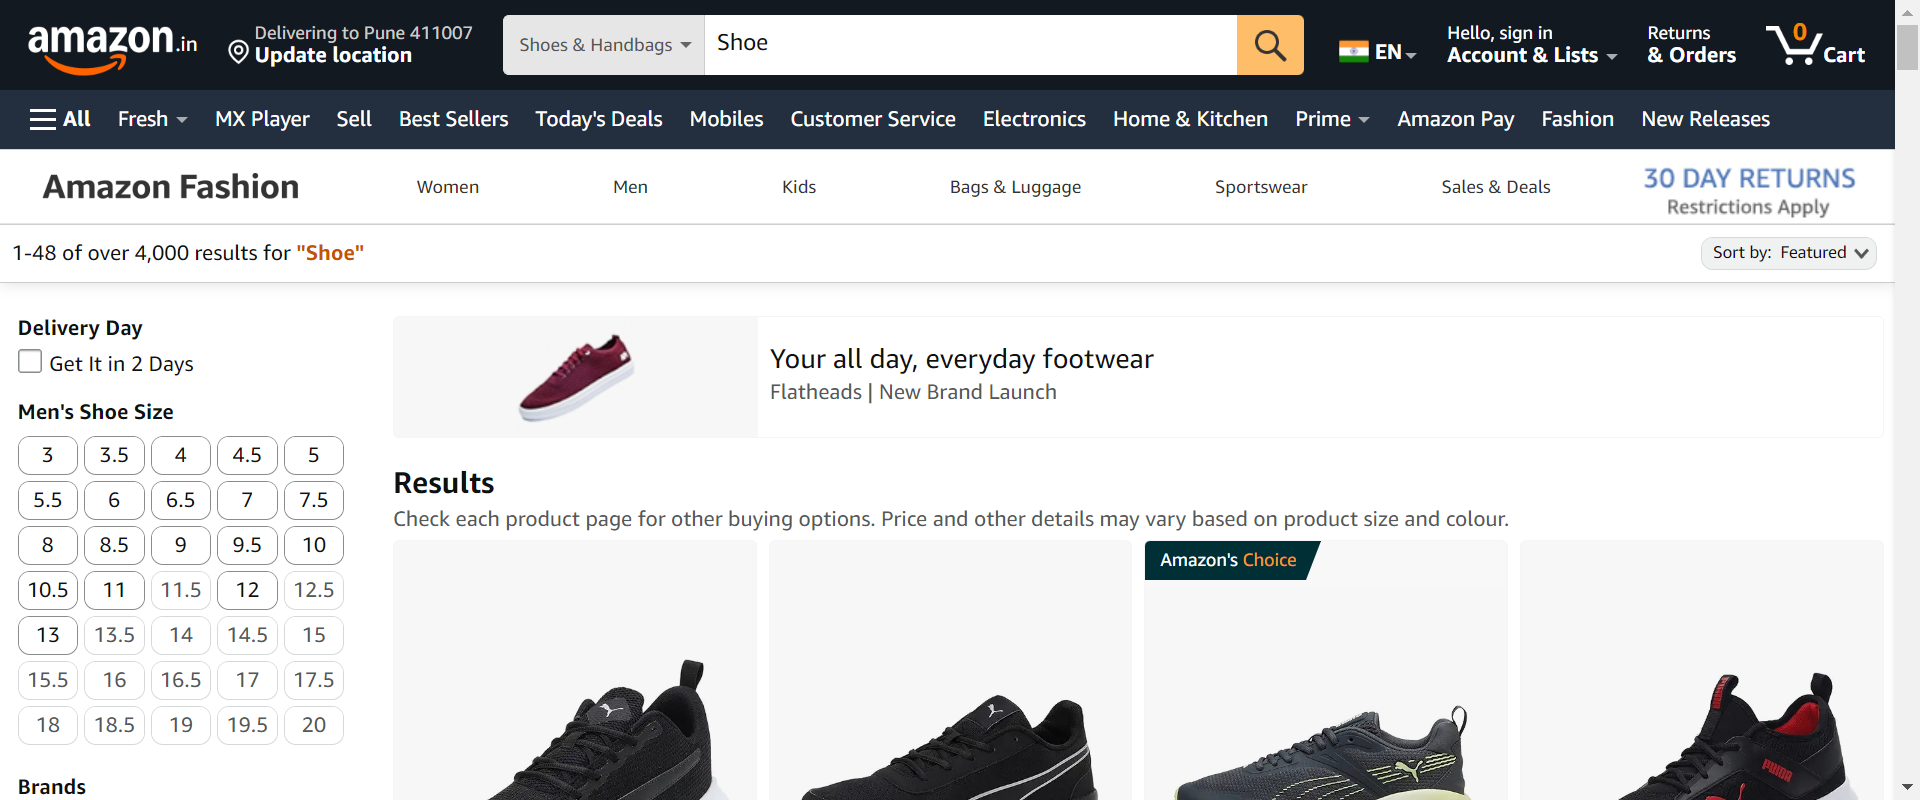 amazon.in
Delivering to Pune 411007
Update location
Shoes & Handbags
Shoe
EN
Hello, sign in
Account & Lists
Returns
& Orders
0
Cart
All
Fresh
MX Player
Sell
Best Sellers
Today's Deals
Mobiles
Customer Service
Electronics
Home & Kitchen
Prime
Amazon Pay
Fashion
New Releases
Amazon Fashion
Women
Men
Kids
Bags & Luggage
Sportswear
Sales & Deals
30 DAY RETURNS
Restrictions Apply
1-48 of over 4,000 results for "Shoe"
Sort by: Featured
Delivery Day
Get It in 2 Days
Men's Shoe Size
3 3.5 4 4.5 5
5.5 6 6.5 7 7.5
8 8.5 9 9.5 10
10.5 11 11.5 12 12.5
13 13.5 14 14.5 15
15.5 16 16.5 17 17.5
18 18.5 19 19.5 20
Brands
Your all day, everyday footwear
Flatheads | New Brand Launch
Results
Check each product page for other buying options. Price and other details may vary based on product size and colour.
Amazon's Choice
PUMA